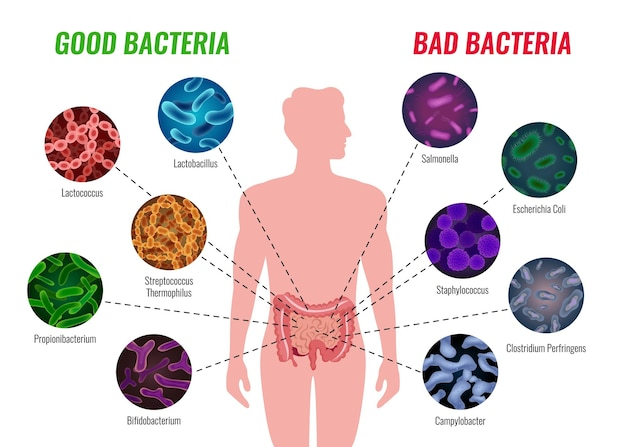 GOOD BACTERIA
BAD BACTERIA
Lactobacillus
Lactococcus
Streptococcus
Thermophilus
Propionibacterium
Bifidobacterium
Salmonella
Escherichia Coli
Staphylococcus
Clostridium Perfringens
Campylobacter